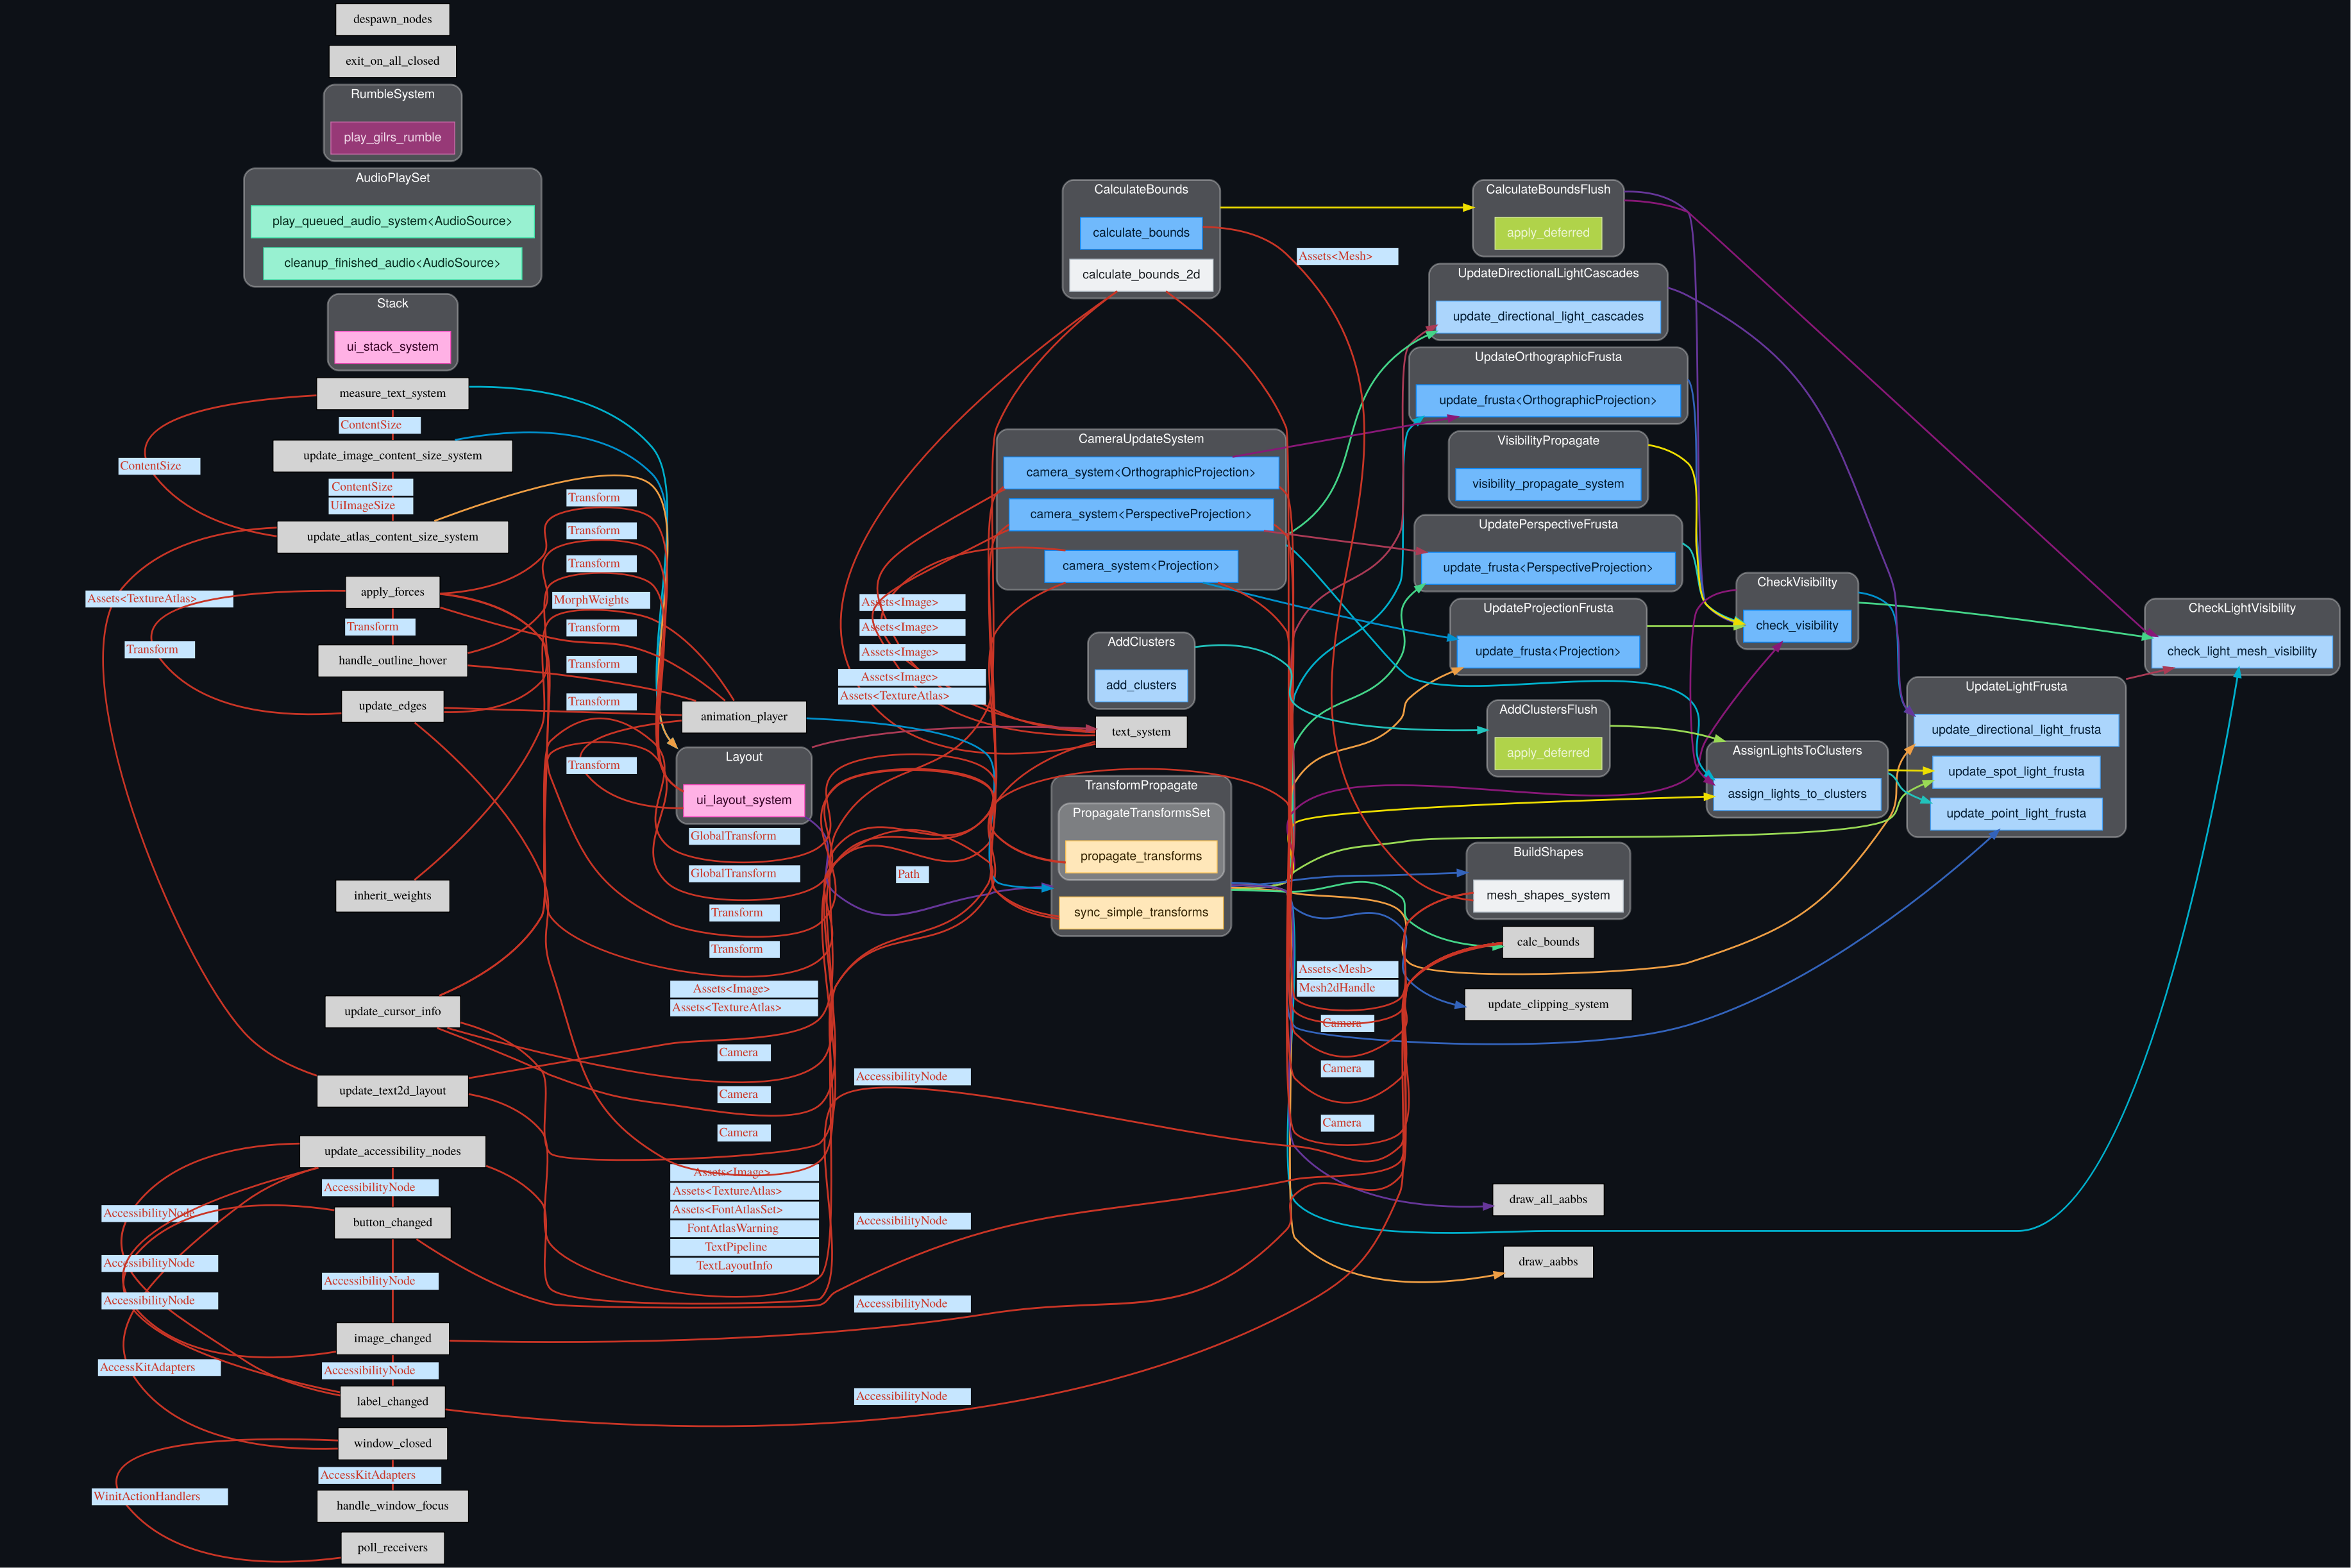 despawn_nodes
exit_on_all_closed
RumbleSystem
play_gilrs_rumble
AudioPlaySet
play_queued_audio_system<AudioSource>
cleanup_finished_audio<AudioSource>
Stack
ui_stack_system
measure_text_system
ContentSize
update_image_content_size_system
ContentSize
ContentSize
UiImageSize
update_atlas_content_size_system
Assets<TextureAtlas>
apply_forces
Transform
Transform
handle_outline_hover
update_edges
inherit_weights
update_cursor_info
update_text2d_layout
update_accessibility_nodes
AccessibilityNode
AccessibilityNode
button_changed
AccessibilityNode
AccessibilityNode
AccessibilityNode
image_changed
AccessKitAdapters
AccessibilityNode
label_changed
window_closed
AccessKitAdapters
WinitActionHandlers
handle_window_focus
poll_receivers
Transform
Transform
Transform
MorphWeights
Transform
Transform
Transform
Transform
animation_player
Layout
ui_layout_system
GlobalTransform
GlobalTransform
Transform
Transform
Assets<Image>
Assets<TextureAtlas>
Camera
Camera
Camera
Assets<Image>
Assets<TextureAtlas>
Assets<FontAtlasSet>
FontAtlasWarning
TextPipeline
TextLayoutInfo
Assets<Image>
Assets<Image>
Assets<Image>
Assets<Image>
Assets<TextureAtlas>
Path
AccessibilityNode
AccessibilityNode
AccessibilityNode
AccessibilityNode
CalculateBounds
calculate_bounds
calculate_bounds_2d
CameraUpdateSystem
camera_system<OrthographicProjection>
camera_system<PerspectiveProjection>
camera_system<Projection>
AddClusters
add_clusters
text_system
TransformPropagate
PropagateTransformsSet
propagate_transforms
sync_simple_transforms
Assets<Mesh>
Assets<Mesh>
Mesh2dHandle
Camera
Camera
Camera
CalculateBoundsFlush
apply_deferred
UpdateDirectionalLightCascades
update_directional_light_cascades
UpdateOrthographicFrusta
update_frusta<OrthographicProjection>
VisibilityPropagate
visibility_propagate_system
UpdatePerspectiveFrusta
update_frusta<PerspectiveProjection>
UpdateProjectionFrusta
update_frusta<Projection>
AddClustersFlush
apply_deferred
BuildShapes
mesh_shapes_system
calc_bounds
update_clipping_system
draw_all_aabbs
draw_aabbs
CheckVisibility
check_visibility
AssignLightsToClusters
assign_lights_to_clusters
UpdateLightFrusta
update_directional_light_frusta
update_spot_light_frusta
update_point_light_frusta
CheckLightVisibility
check_light_mesh_visibility